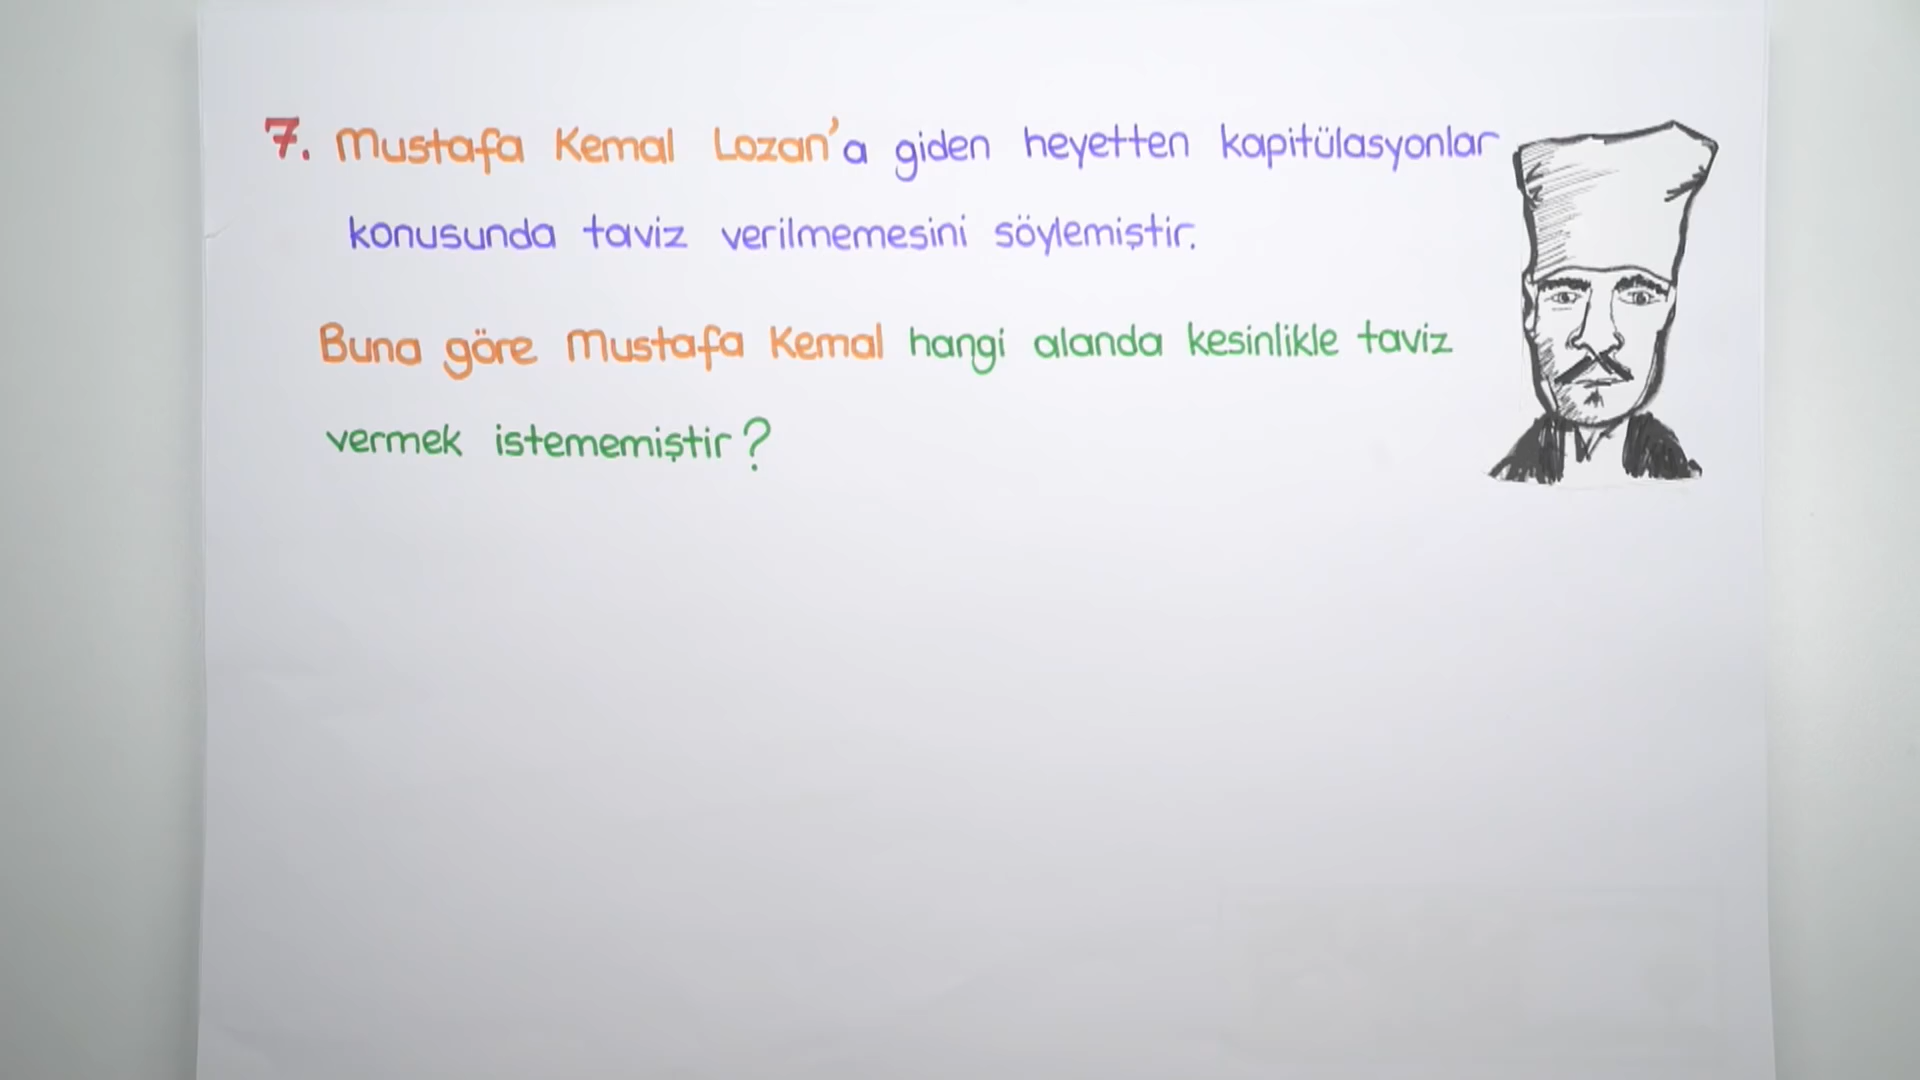 7. Mustafa Kemal Lozan'a giden heyetten kapitülasyonlar
konusunda taviz verilmemesini söylemiştir.
Buna göre Mustafa Kemal hangi alanda kesinlikle taviz
vermek istememiştir?